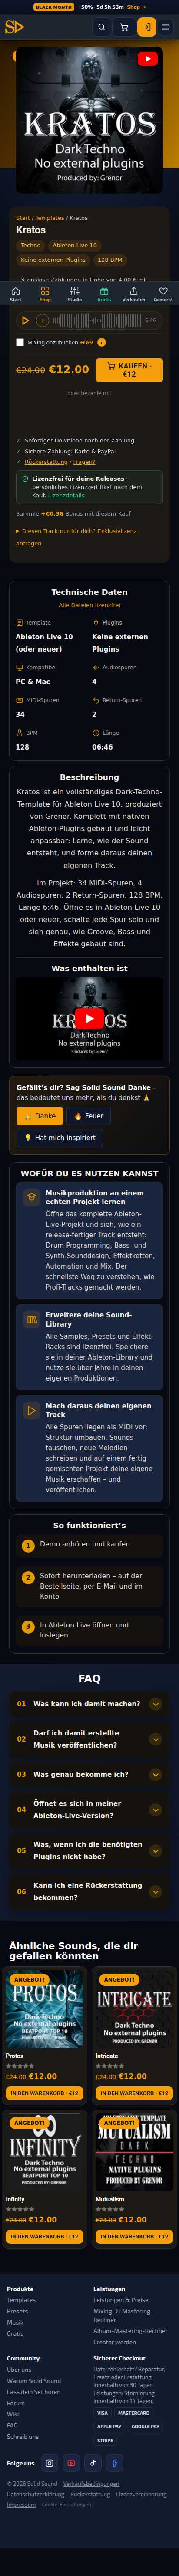 BLACK MONTH −50% · 5d 5h 53m Shop →
KRATOS
Dark Techno
No external plugins
Produced by: Grenor
Start / Templates / Kratos
Kratos
Techno
Ableton Live 10
Keine externen Plugins
128 BPM
Start
Shop
Studio
Gratis
Verkaufen
Gemerkt
6:46
Mixing dazubuchen +€69
€24.00 €12.00
KAUFEN · €12
oder bezahle mit
✓ Sofortiger Download nach der Zahlung
✓ Sichere Zahlung: Karte & PayPal
✓ Rückerstattung · Fragen?
Lizenzfrei für deine Releases ·
persönliches Lizenzzertifikat nach dem
Kauf. Lizenzdetails
Sammle +€0.36 Bonus mit diesem Kauf
▸ Diesen Track nur für dich? Exklusivlizenz
anfragen
Technische Daten
Alle Dateien lizenzfrei
Template
Ableton Live 10
(oder neuer)
Plugins
Keine externen
Plugins
Kompatibel
PC & Mac
Audiospuren
4
MIDI-Spuren
34
Return-Spuren
2
BPM
128
Länge
06:46
Beschreibung
Kratos ist ein vollständiges Dark-Techno-
Template für Ableton Live 10, produziert
von Grenør. Komplett mit nativen
Ableton-Plugins gebaut und leicht
anpassbar: Lerne, wie der Sound
entsteht, und forme daraus deinen
eigenen Track.
Im Projekt: 34 MIDI-Spuren, 4
Audiospuren, 2 Return-Spuren, 128 BPM,
Länge 6:46. Öffne es in Ableton Live 10
oder neuer, schalte jede Spur solo und
sieh genau, wie Groove, Bass und
Effekte gebaut sind.
Was enthalten ist
Dark Techno
No external plugins
Produced by: Grenor
Gefällt's dir? Sag Solid Sound Danke –
das bedeutet uns mehr, als du denkst
Danke
Feuer
Hat mich inspiriert
WOFÜR DU ES NUTZEN KANNST
Musikproduktion an einem
echten Projekt lernen
Öffne das komplette Ableton-
Live-Projekt und sieh, wie ein
release-fertiger Track entsteht:
Drum-Programming, Bass- und
Synth-Sounddesign, Effektketten,
Automation und Mix. Der
schnellste Weg zu verstehen, wie
Profi-Tracks gemacht werden.
Erweitere deine Sound-
Library
Alle Samples, Presets und Effekt-
Racks sind lizenzfrei. Speichere
sie in deiner Ableton-Library und
nutze sie über Jahre in deinen
eigenen Produktionen.
Mach daraus deinen eigenen
Track
Alle Spuren liegen als MIDI vor:
Struktur umbauen, Sounds
tauschen, neue Melodien
schreiben und auf einem fertig
gemischten Projekt deine eigene
Musik erschaffen – und
veröffentlichen.
So funktioniert's
1 Demo anhören und kaufen
2 Sofort herunterladen – auf der
Bestellseite, per E-Mail und im
Konto
3 In Ableton Live öffnen und
loslegen
FAQ
01 Was kann ich damit machen?
02 Darf ich damit erstellte
Musik veröffentlichen?
03 Was genau bekomme ich?
04 Öffnet es sich in meiner
Ableton-Live-Version?
05 Was, wenn ich die benötigten
Plugins nicht habe?
06 Kann ich eine Rückerstattung
bekommen?
Ähnliche Sounds, die dir
gefallen könnten
ANGEBOT!
PROTOS
Dark Techno
No external plugins
BEATPORT TOP 10
Produced by: Grenor
Protos
€24.00 €12.00
IN DEN WARENKORB · €12
ANGEBOT!
INTRICATE
Dark Techno
No external plugins
Produced by: Grenor
Intricate
€24.00 €12.00
IN DEN WARENKORB · €12
ANGEBOT!
INFINITY
Dark Techno
No external plugins
BEATPORT TOP 10
Produced by: Grenor
Infinity
€24.00 €12.00
IN DEN WARENKORB · €12
ANGEBOT!
MUTUALISM
DARK
TECHNO
NATIVE PLUGINS
BY GRENOR
Mutualism
€24.00 €12.00
IN DEN WARENKORB · €12
Produkte
Templates
Presets
Musik
Gratis
Leistungen
Leistungen & Preise
Mixing- & Mastering-
Rechner
Album-Mastering-Rechner
Creator werden
Community
Über uns
Warum Solid Sound
Lass dein Set hören
Forum
Wiki
FAQ
Schreib uns
Sicherer Checkout
Datei fehlerhaft? Reparatur,
Ersatz oder Erstattung
innerhalb von 30 Tagen.
Leistungen: Stornierung
innerhalb von 14 Tagen.
VISA
MASTERCARD
APPLE PAY
GOOGLE PAY
STRIPE
Folge uns
© 2026 Solid Sound Verkaufsbedingungen
Datenschutzerklärung Rückerstattung Lizenzvereinbarung
Impressum Cookie-Einstellungen